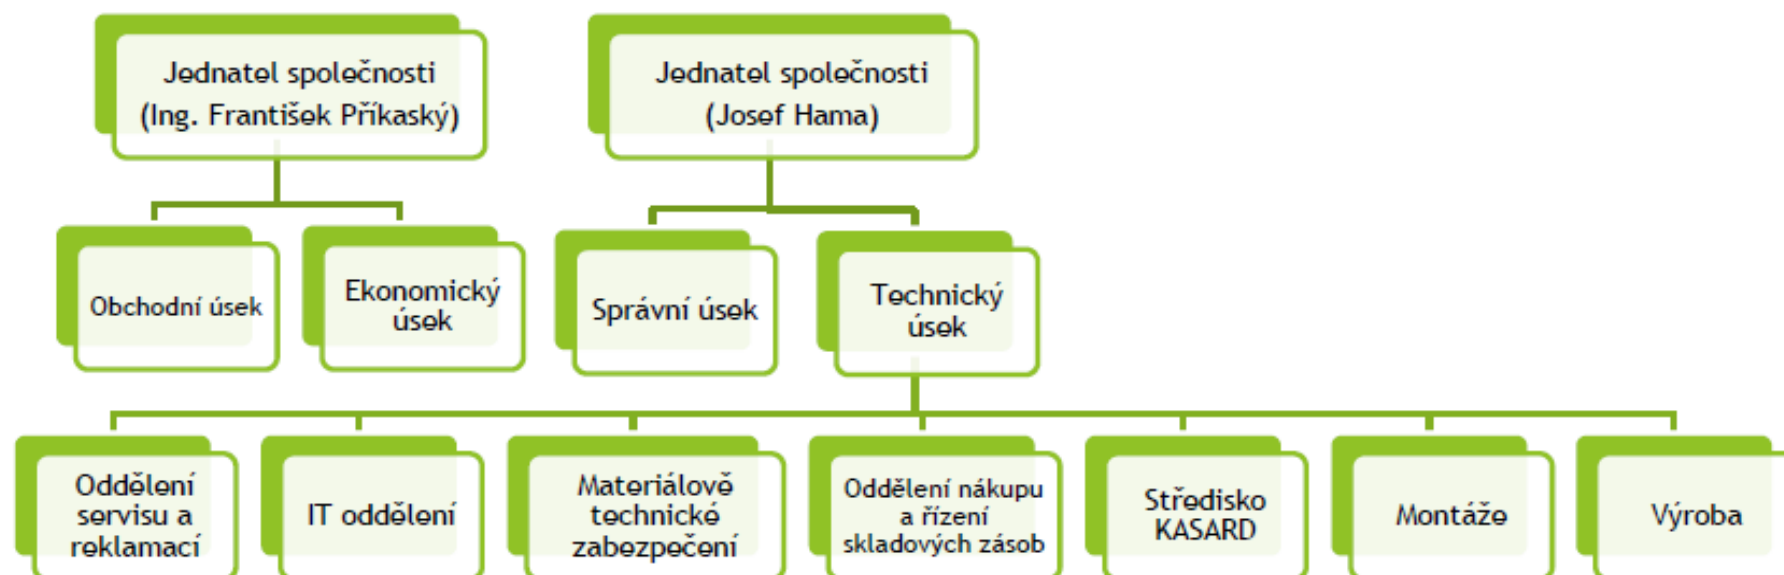 Jednatel společnosti
(Ing. František Příkaský)
Jednatel společnosti
(Josef Hama)
Obchodní úsek
Ekonomický
úsek
Správní úsek
Technický
úsek
Oddělení
servisu a
reklamací
IT oddělení
Materiálově
technické
zabezpečení
Oddělení nákupu
a řízení
skladových zásob
Středisko
KASARD
Montáže
Výroba